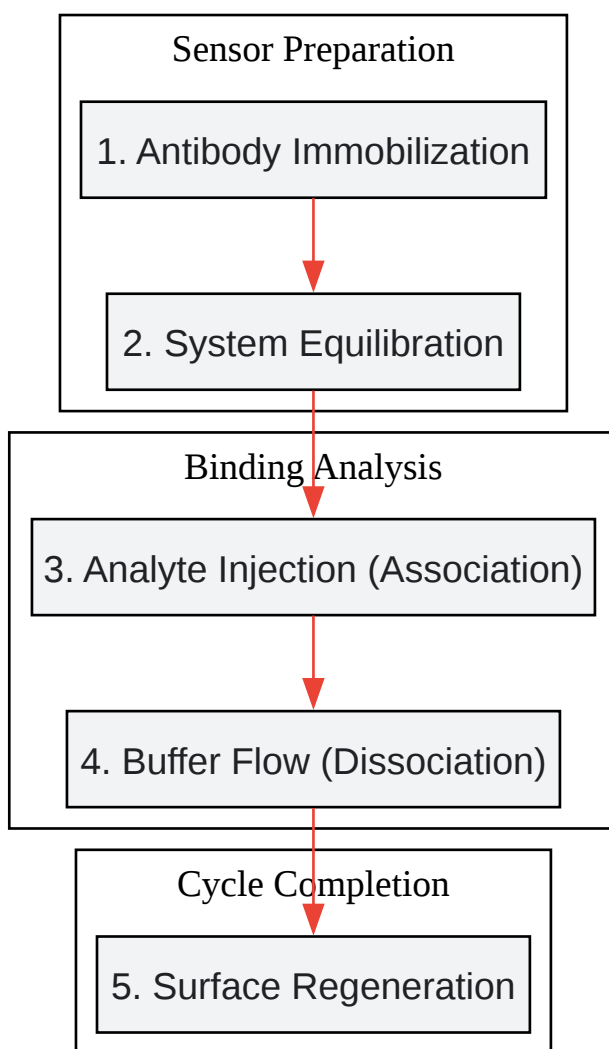 Sensor Preparation
1. Antibody Immobilization
2. System Equilibration
Binding Analysis
3. Analyte Injection (Association)
4. Buffer Flow (Dissociation)
Cycle Completion
5. Surface Regeneration